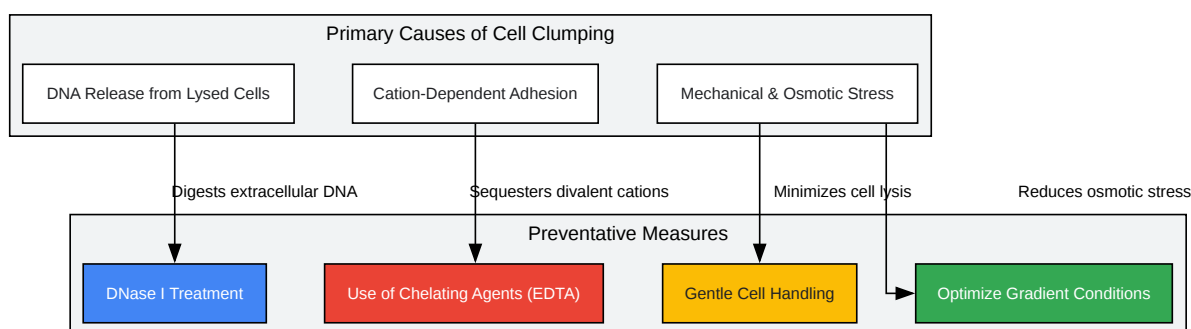 Primary Causes of Cell Clumping
DNA Release from Lysed Cells
Cation-Dependent Adhesion
Mechanical & Osmotic Stress
Digests extracellular DNA
Sequesters divalent cations
Minimizes cell lysis
Reduces osmotic stress
Preventative Measures
DNase I Treatment
Use of Chelating Agents (EDTA)
Gentle Cell Handling
Optimize Gradient Conditions